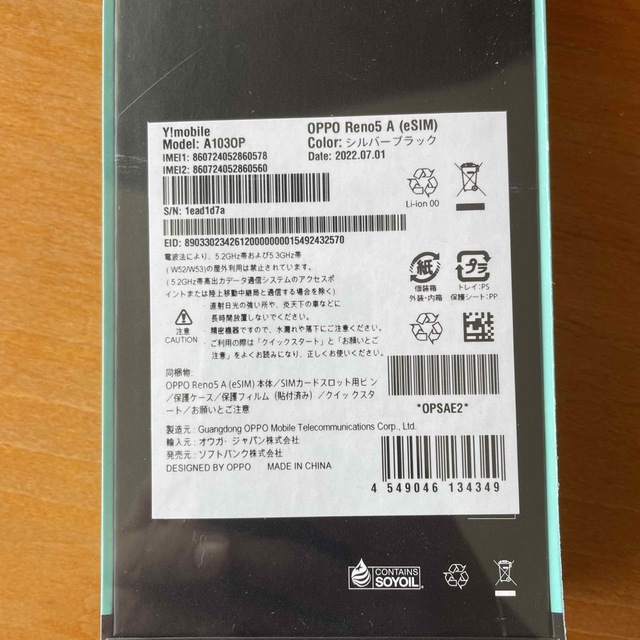 Y!mobile
Model: A103OP
IMEI1: 860724052860578
IMEI2: 860724052860560
OPPO Reno5 A (eSIM)
Color: シルバーブラック
Date: 2022.07.01
Li-ion 00
S/N: 1ead1d7a
EID: 89033023426120000000015492432570
電波法により、5.2GHz帯および5.3GHz帯
(W52/W53)の屋外利用は禁止されています。
(5.2GHz帯高出力データ通信システムのアクセスポ
イントまたは陸上移動中継局と通信する場合を除く)
注意
CAUTION
直射日光の強い所や、炎天下の車などに
長時間放置しないでください。
精密機器ですので、水濡れや落下にご注意ください。
ご利用の際は「クイックスタート」と「お願いとご
注意」をよくお読みになり、正しくお使いください。
紙
個装箱
外装・内箱
プラ
トレイ:PS
保護シート:PP
同梱物:
OPPO Reno5 A (eSIM) 本体/SIMカードスロット用ピン
/保護ケース/保護フィルム(貼付済み)/クイックスタ
ート/お願いとご注意
*OPSAE2*
製造元: Guangdong OPPO Mobile Telecommunications Corp., Ltd.
輸入元: オウガ・ジャパン株式会社
発売元: ソフトバンク株式会社
DESIGNED BY OPPO MADE IN CHINA
4 549046 134349
CONTAINS
SOYOIL